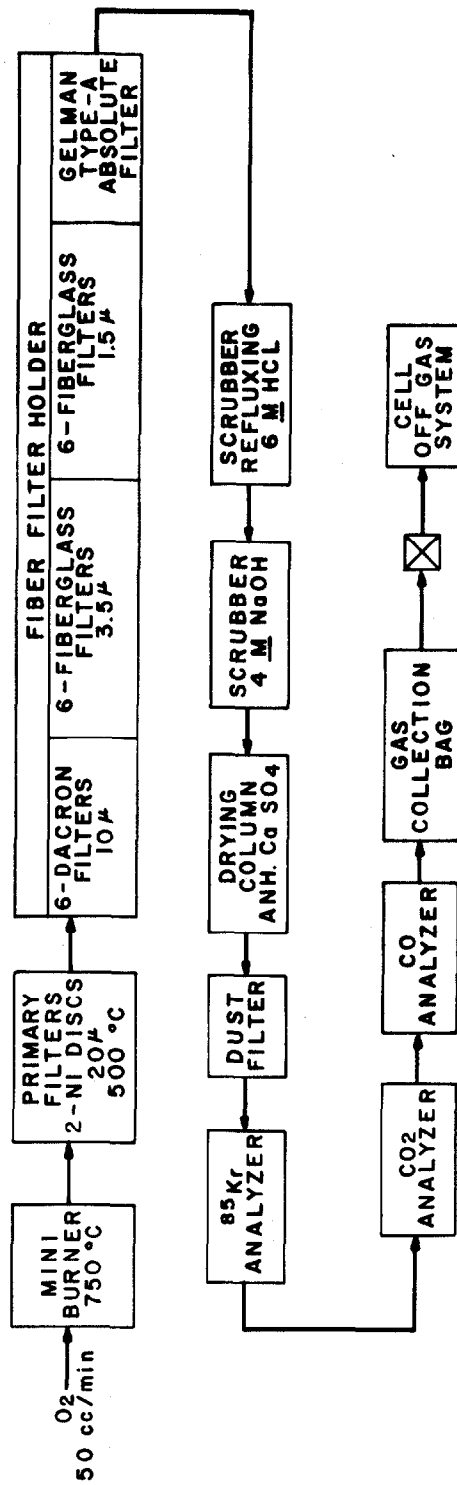 O2
50 cc/min
MINI
BURNER
750 °C
PRIMARY
FILTERS
2-NI DISCS
20μ
500 °C
FIBER FILTER HOLDER
6-DACRON
FILTERS
10μ
6-FIBERGLASS
FILTERS
3.5μ
6-FIBERGLASS
FILTERS
1.5μ
GELMAN
TYPE-A
ABSOLUTE
FILTER
SCRUBBER
REFLUXING
6 M HCL
SCRUBBER
4 M NaOH
DRYING
COLUMN
ANH. Ca SO4
DUST
FILTER
85Kr
ANALYZER
CO2
ANALYZER
CO
ANALYZER
GAS
COLLECTION
BAG
CELL
OFF GAS
SYSTEM